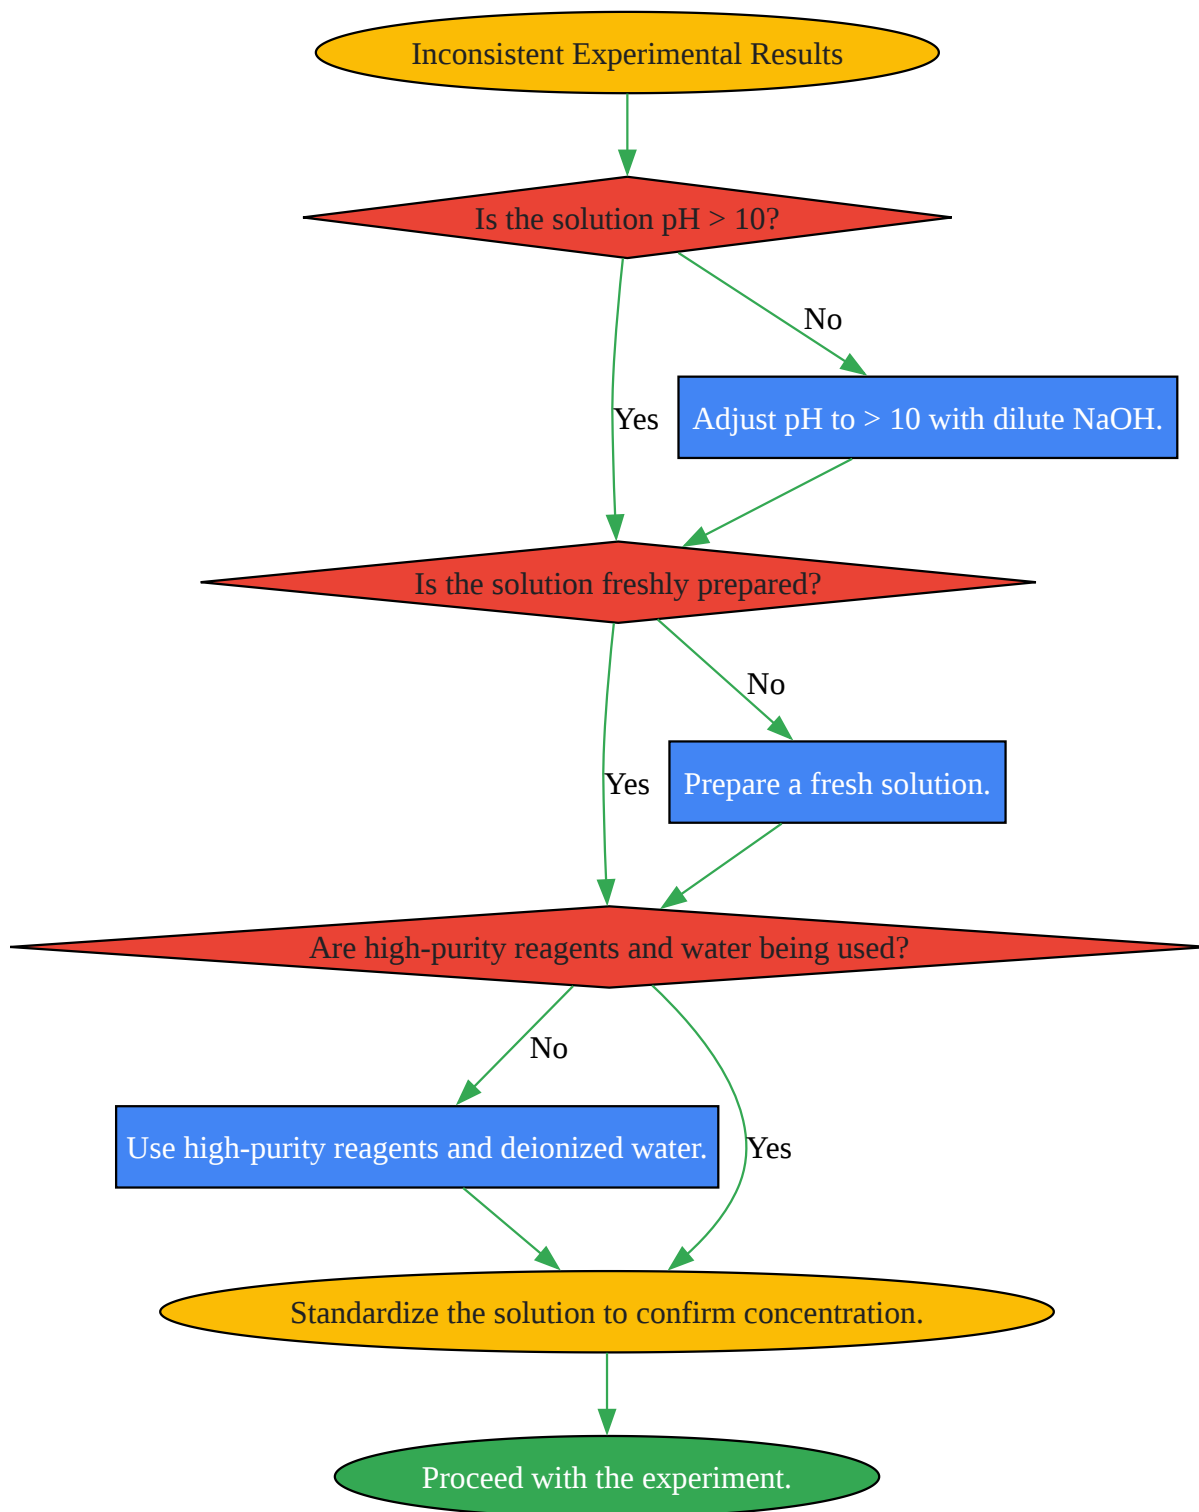 Inconsistent Experimental Results
Is the solution pH > 10?
No
Yes
Adjust pH to > 10 with dilute NaOH.
Is the solution freshly prepared?
No
Yes
Prepare a fresh solution.
Are high-purity reagents and water being used?
No
Use high-purity reagents and deionized water.
Yes
Standardize the solution to confirm concentration.
Proceed with the experiment.